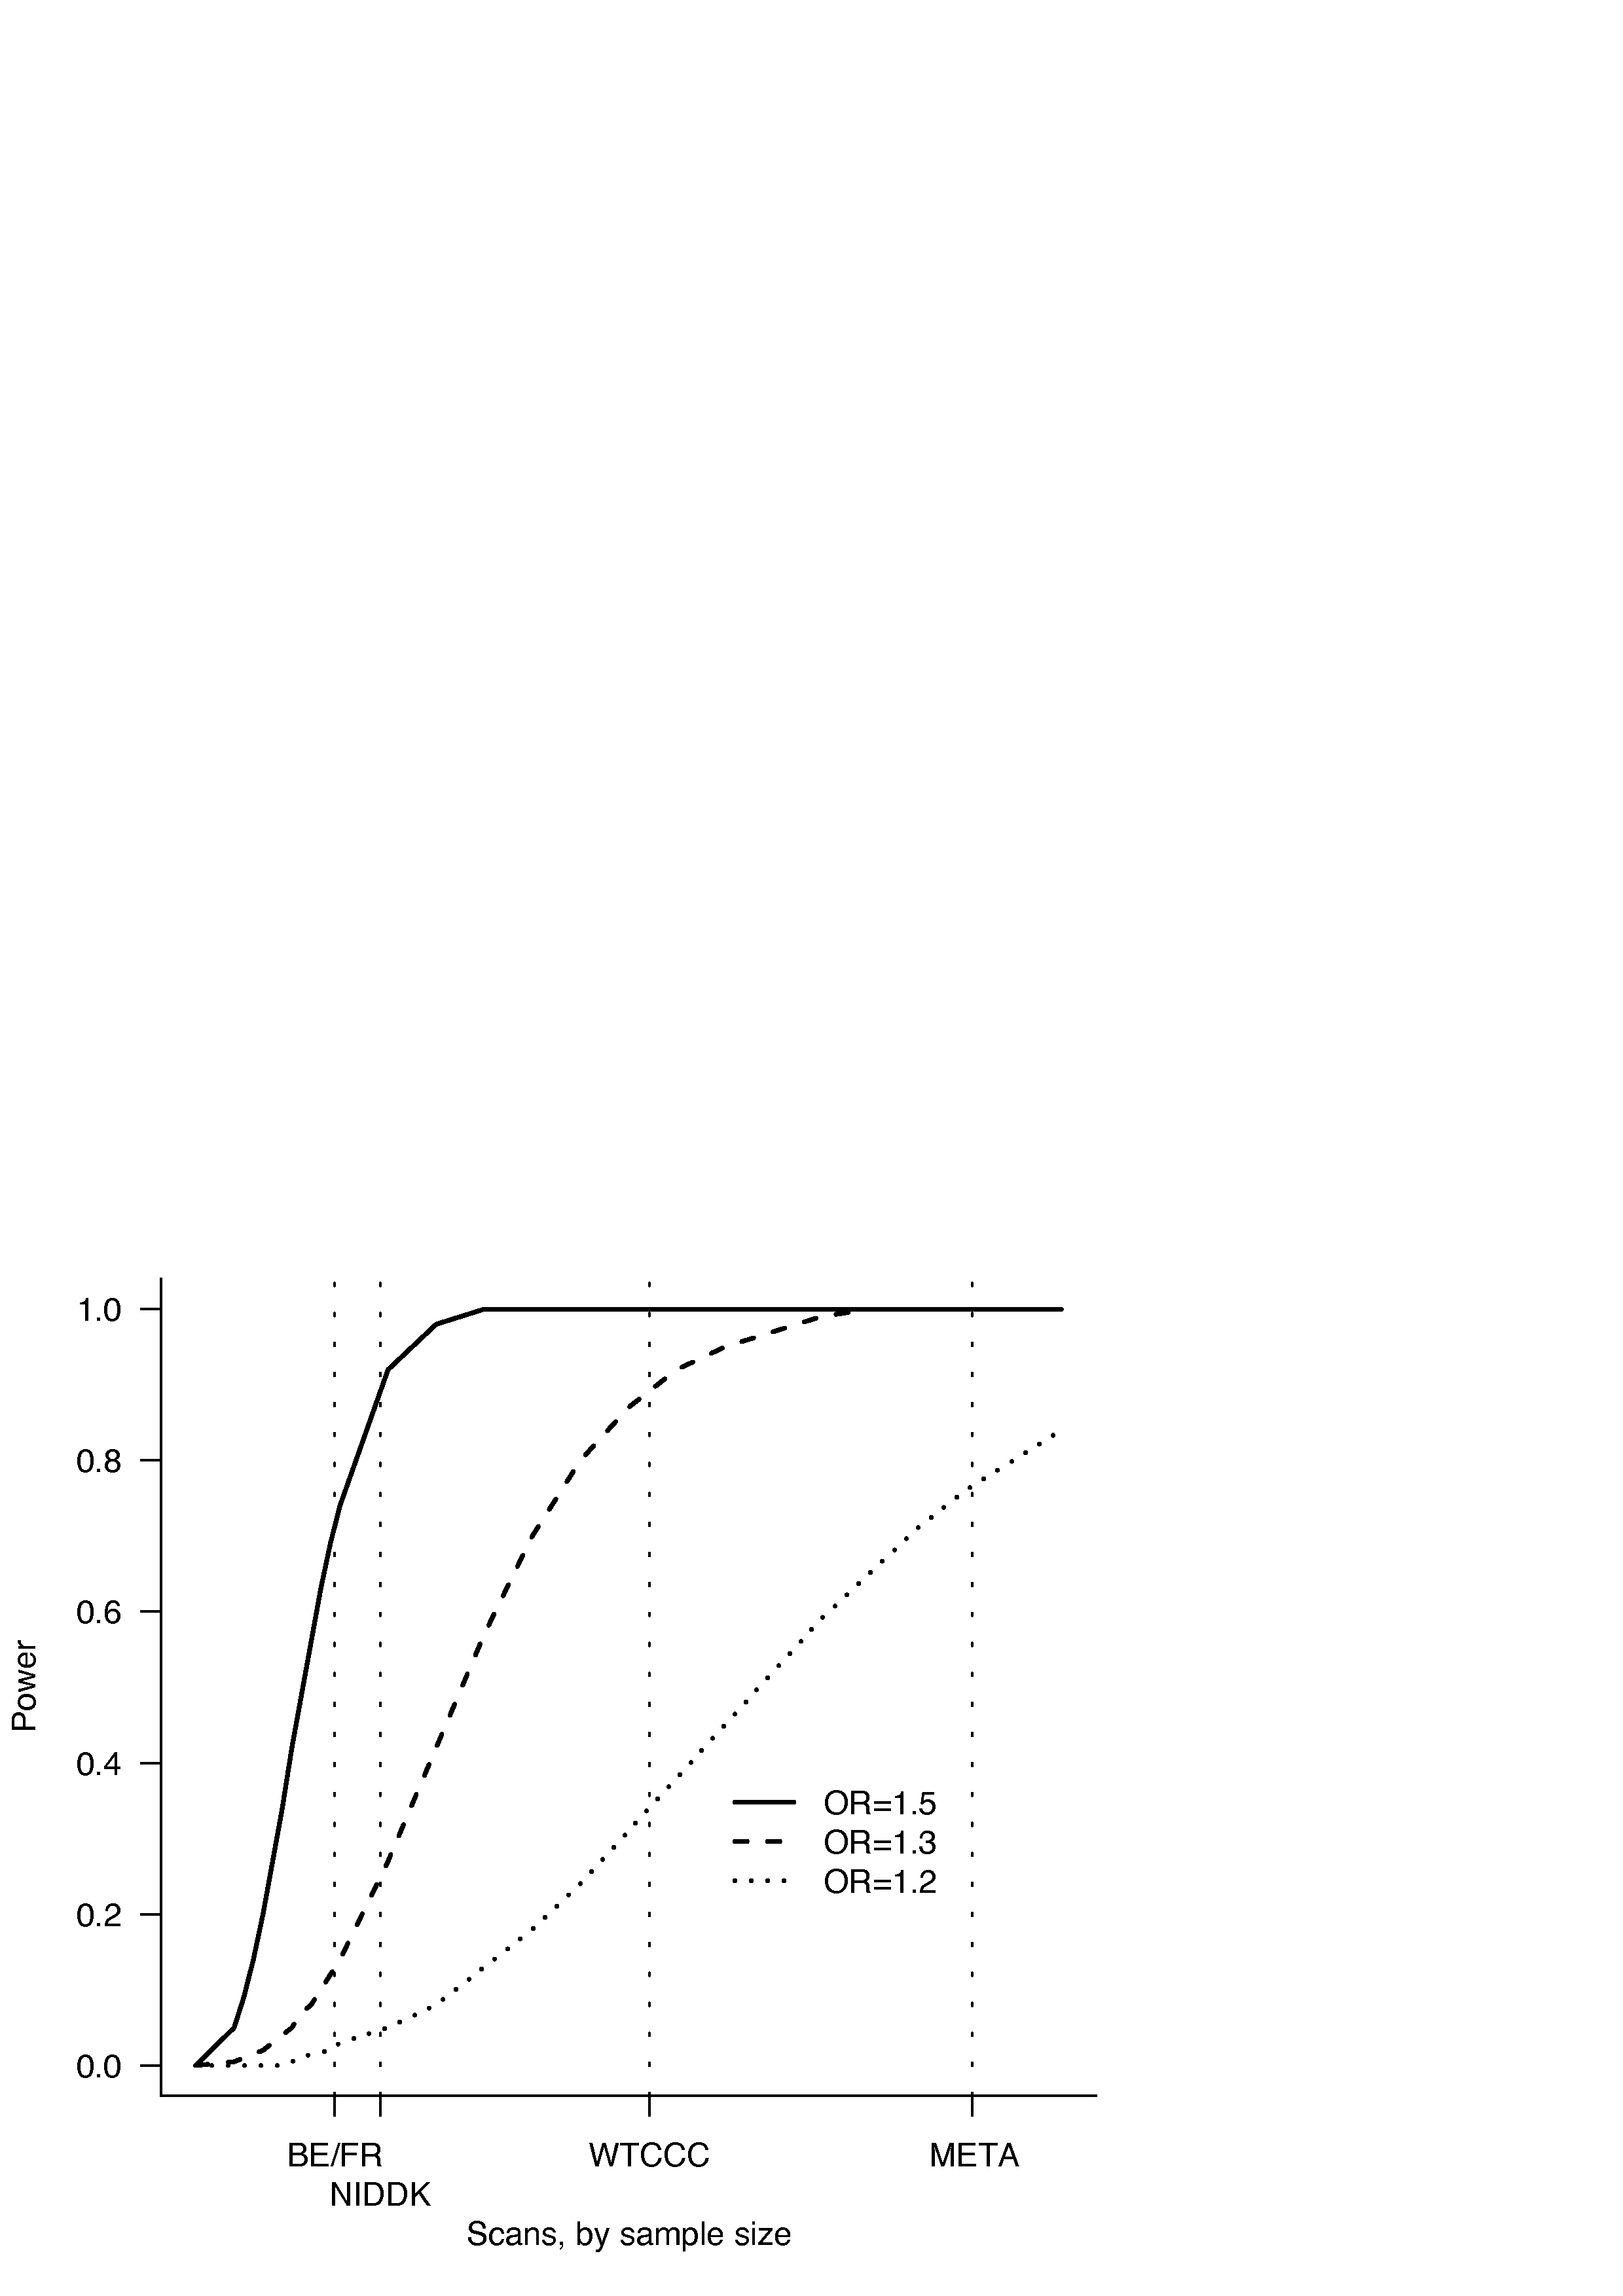 1.0
0.8
0.6
0.4
0.2
0.0
Power
OR=1.5
OR=1.3
OR=1.2
BE/FR
WTCCC
META
NIDDK
Scans, by sample size